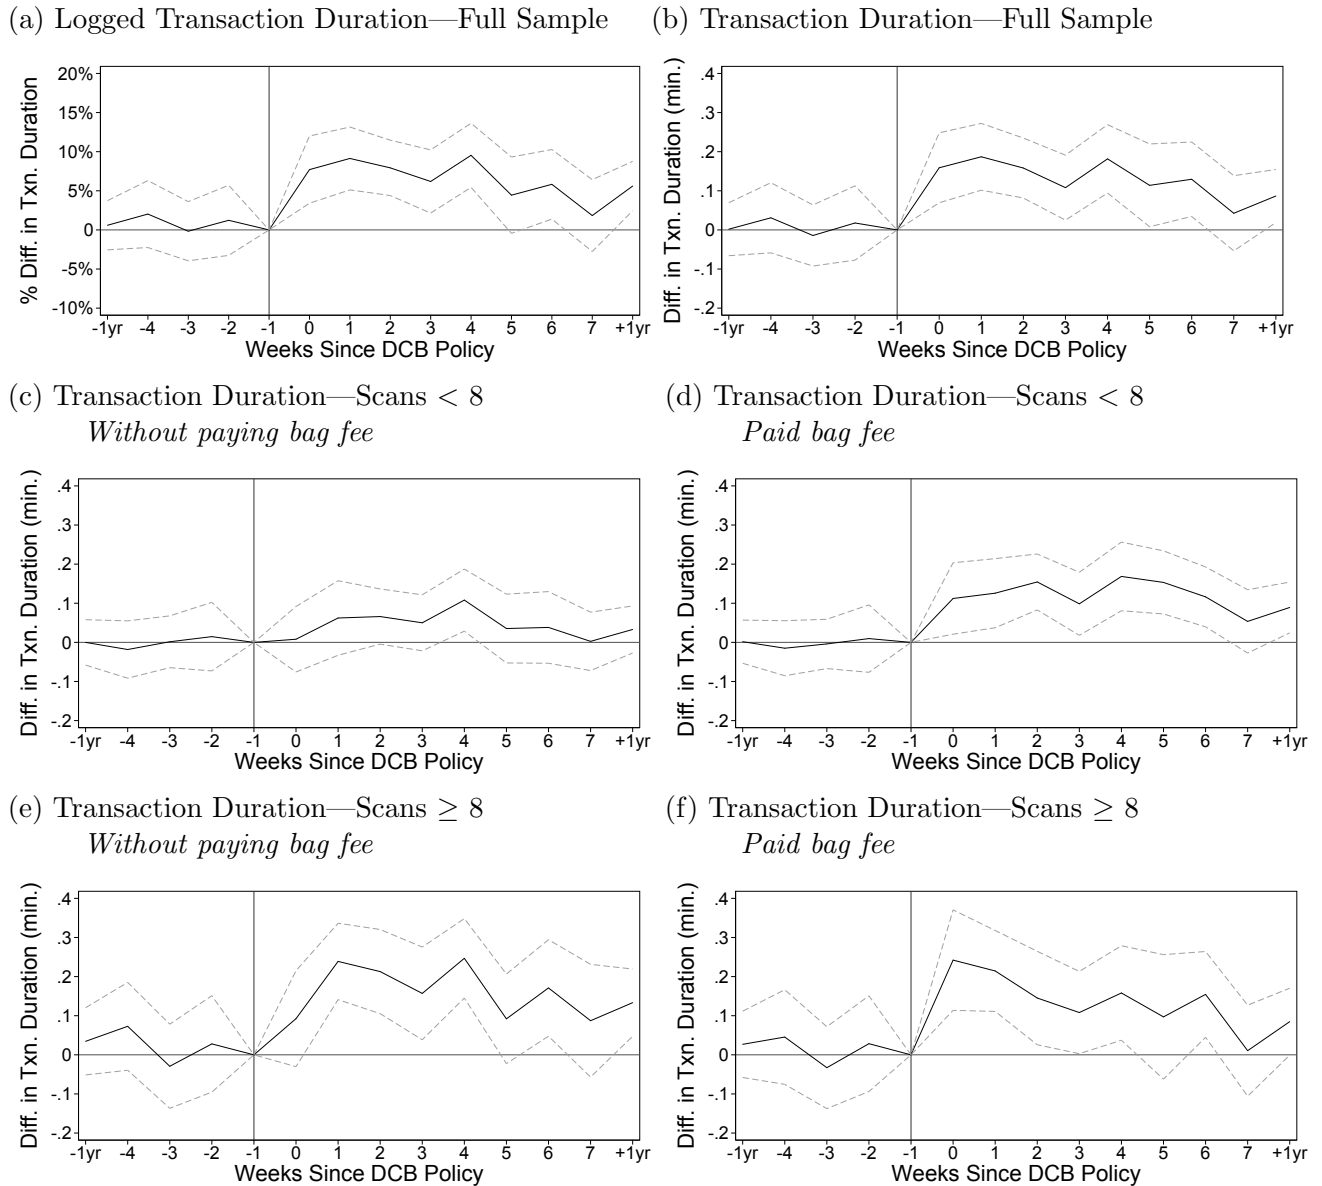 (a) Logged Transaction Duration—Full Sample
% Diff. in Txn. Duration
20%
15%
10%
5%
0
-5%
-10%
-1yr -4 -3 -2 -1 0 1 2 3 4 5 6 7 +1yr
Weeks Since DCB Policy
(b) Transaction Duration—Full Sample
Diff. in Txn. Duration (min.)
.4
.3
.2
.1
0
-.1
-.2
-1yr -4 -3 -2 -1 0 1 2 3 4 5 6 7 +1yr
Weeks Since DCB Policy
(c) Transaction Duration—Scans < 8
Without paying bag fee
Diff. in Txn. Duration (min.)
.4
.3
.2
.1
0
-.1
-.2
-1yr -4 -3 -2 -1 0 1 2 3 4 5 6 7 +1yr
Weeks Since DCB Policy
(d) Transaction Duration—Scans < 8
Paid bag fee
Diff. in Txn. Duration (min.)
.4
.3
.2
.1
0
-.1
-.2
-1yr -4 -3 -2 -1 0 1 2 3 4 5 6 7 +1yr
Weeks Since DCB Policy
(e) Transaction Duration—Scans ≥ 8
Without paying bag fee
Diff. in Txn. Duration (min.)
.4
.3
.2
.1
0
-.1
-.2
-1yr -4 -3 -2 -1 0 1 2 3 4 5 6 7 +1yr
Weeks Since DCB Policy
(f) Transaction Duration—Scans ≥ 8
Paid bag fee
Diff. in Txn. Duration (min.)
.4
.3
.2
.1
0
-.1
-.2
-1yr -4 -3 -2 -1 0 1 2 3 4 5 6 7 +1yr
Weeks Since DCB Policy